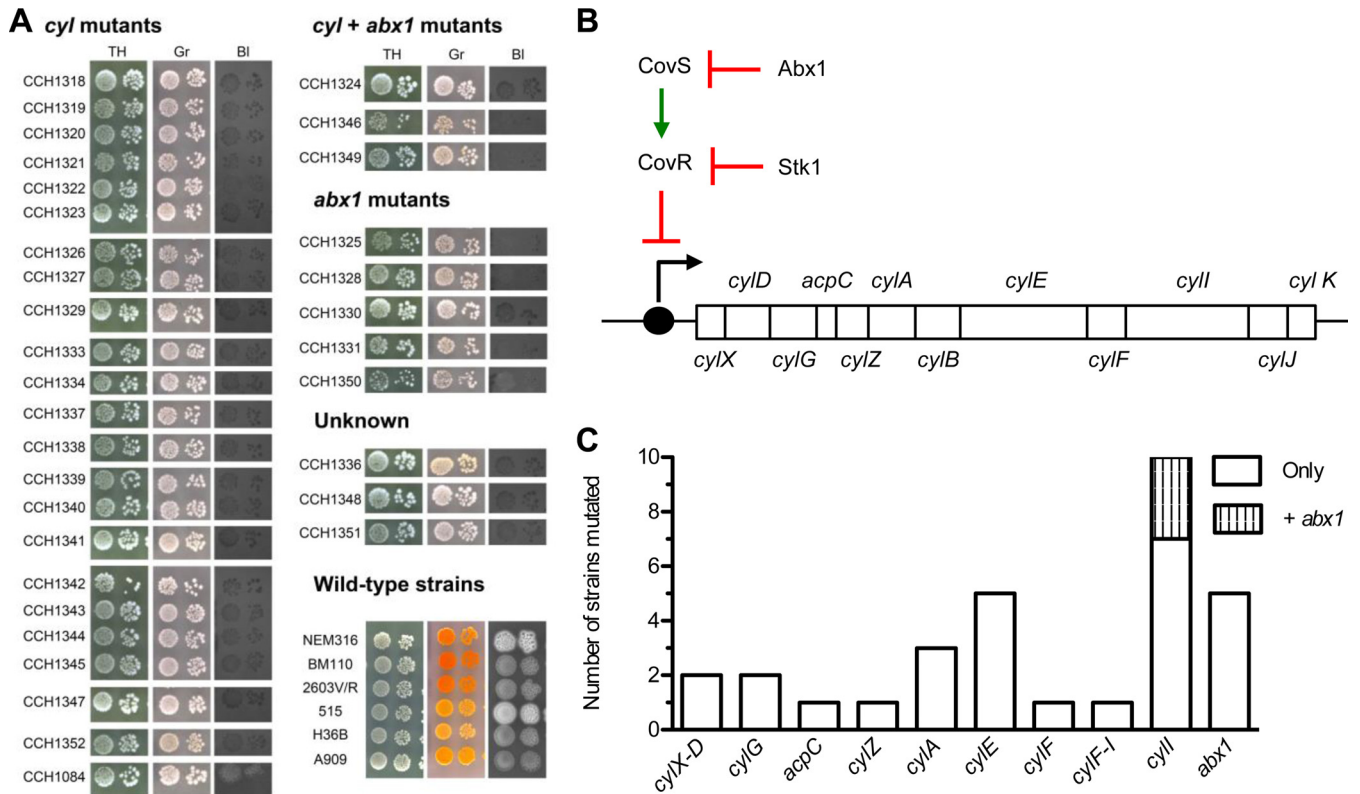 A
cyl mutants
TH Gr Bl
CCH1318
CCH1319
CCH1320
CCH1321
CCH1322
CCH1323
CCH1326
CCH1327
CCH1329
CCH1333
CCH1334
CCH1337
CCH1338
CCH1339
CCH1340
CCH1341
CCH1342
CCH1343
CCH1344
CCH1345
CCH1347
CCH1352
CCH1084
cyl + abx1 mutants
TH Gr Bl
CCH1324
CCH1346
CCH1349
abx1 mutants
CCH1325
CCH1328
CCH1330
CCH1331
CCH1350
Unknown
CCH1336
CCH1348
CCH1351
Wild-type strains
NEM316
BM110
2603V/R
515
H36B
A909
B
CovS Abx1
CovR Stk1
cylD acpC cylA cylE cylI cyl K
cylX cylG cylZ cylB cylF cylJ
C
Number of strains mutated
10
8
6
4
2
0
Only
+ abx1
cylX-D cylG acpC cylZ cylA cylE cylF cylF-I cylI abx1